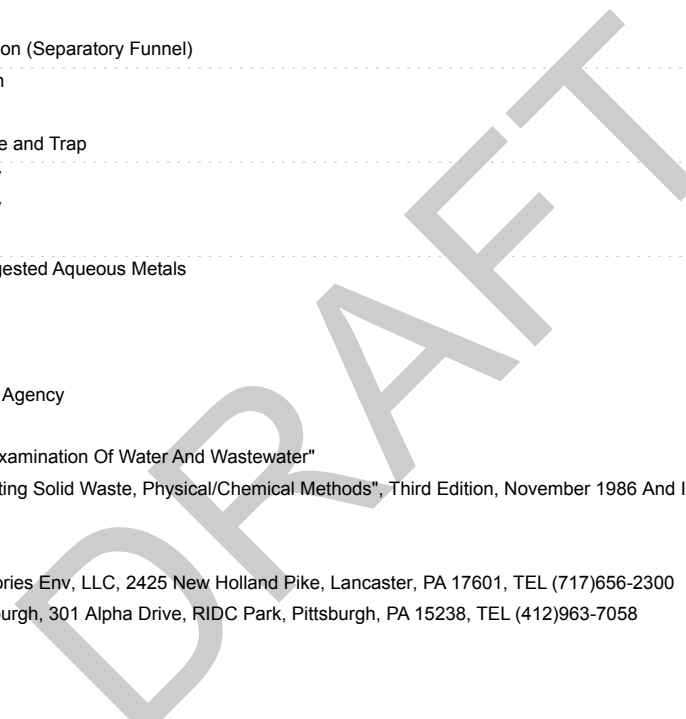 on (Separatory Funnel)
e and Trap
gested Aqueous Metals
Agency
xamination Of Water And Wastewater"
ting Solid Waste, Physical/Chemical Methods", Third Edition, November 1986 And I
ories Env, LLC, 2425 New Holland Pike, Lancaster, PA 17601, TEL (717)656-2300
burgh, 301 Alpha Drive, RIDC Park, Pittsburgh, PA 15238, TEL (412)963-7058
DRAFT